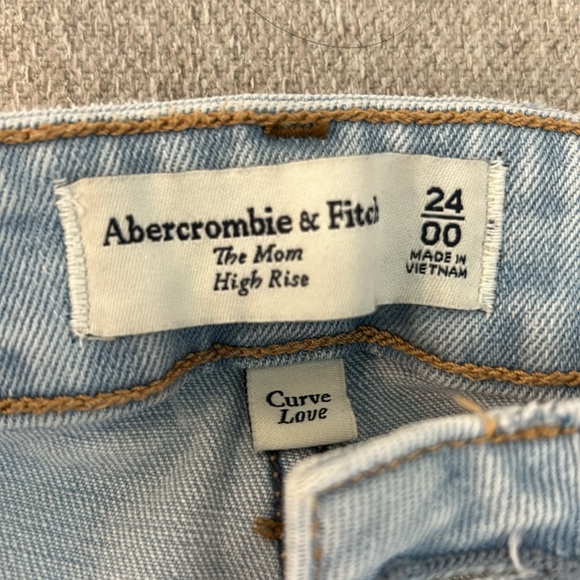 Abercrombie & Fitch
The Mom
High Rise
24
00
MADE IN
VIETNAM
Curve
Love